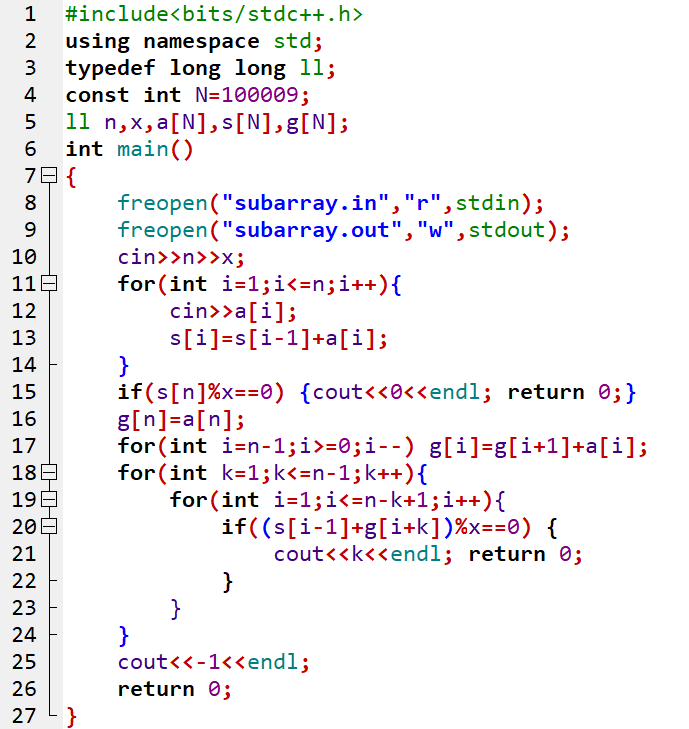 1 #include<bits/stdc++.h>
2 using namespace std;
3 typedef long long ll;
4 const int N=100009;
5 ll n,x,a[N],s[N],g[N];
6 int main()
7 {
8     freopen("subarray.in","r",stdin);
9     freopen("subarray.out","w",stdout);
10     cin>>n>>x;
11     for(int i=1;i<=n;i++){
12         cin>>a[i];
13         s[i]=s[i-1]+a[i];
14     }
15     if(s[n]%x==0) {cout<<0<<endl; return 0;}
16     g[n]=a[n];
17     for(int i=n-1;i>=0;i--) g[i]=g[i+1]+a[i];
18     for(int k=1;k<=n-1;k++){
19         for(int i=1;i<=n-k+1;i++){
20             if((s[i-1]+g[i+k])%x==0) {
21                 cout<<k<<endl; return 0;
22             }
23         }
24     }
25     cout<<-1<<endl;
26     return 0;
27 }